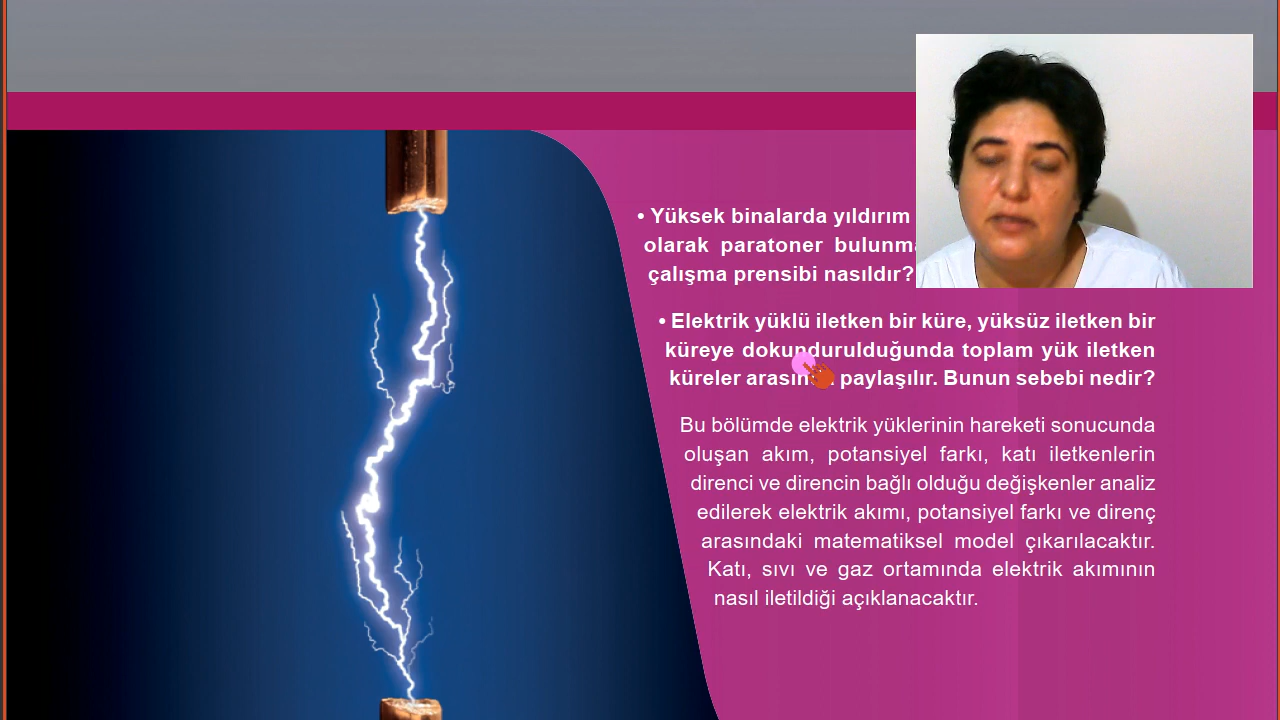 • Yüksek binalarda yıldırım
olarak paratoner
çalışma prensibi nasıldır?
• Elektrik yüklü iletken bir küre, yüksüz iletken bir
küreye dokundurulduğunda toplam yük iletken
küreler arasında paylaşılır. Bunun sebebi nedir?
Bu bölümde elektrik yüklerinin hareketi sonucunda
oluşan akım, potansiyel farkı, katı iletkenlerin
direnci ve direncin bağlı olduğu değişkenler analiz
edilerek elektrik akımı, potansiyel farkı ve direnç
arasındaki matematiksel model çıkarılacaktır.
Katı, sıvı ve gaz ortamında elektrik akımının
nasıl iletildiği açıklanacaktır.